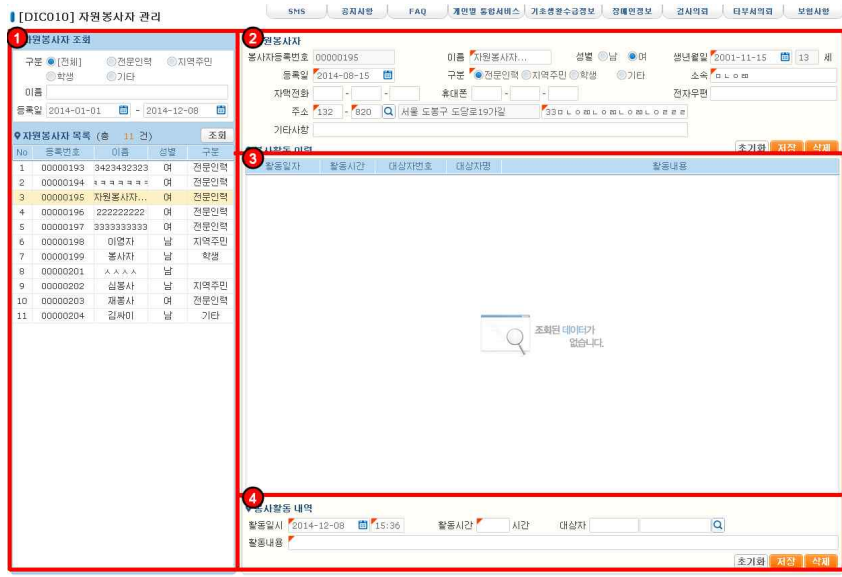 [DIC010] 자원봉사자 관리
SMS 공지사항 FAQ 개인별 통합서비스 기초생활수급정보 장애인정보 검사의뢰 타부서의뢰 보험사항
1 자원봉사자 조회
구분 [전체] 전문인력 지역주민
학생 기타
이름
등록일 2014-01-01 - 2014-12-08
자원봉사자 목록 (총 11 건) 조회
No 등록번호 이름 성별 구분
1 00000193 3423432323 여 전문인력
2 00000194 ㅋㅋㅋㅋㅋㅋ 여 전문인력
3 00000195 자원봉사자... 여 전문인력
4 00000196 222222222 여 전문인력
5 00000197 3333333333 여 전문인력
6 00000198 이영자 남 지역주민
7 00000199 봉사자 남 학생
8 00000201 ㅅㅅㅅㅅ 남
9 00000202 심봉사 남 지역주민
10 00000203 재봉사 여 전문인력
11 00000204 김싸이 남 기타
2 자원봉사자
봉사자등록번호 00000195 이름 자원봉사자... 성별 남 여 생년월일 2001-11-15 13 세
등록일 2014-08-15 구분 전문인력 지역주민 학생 기타 소속 ㅁㄴㅇㄻ
자택전화 - - 휴대폰 - - 전자우편
주소 132 - 820 서울 도봉구 도당로19가길 33ㅁㄴㅇㄻㄴㅇㄻㄴㅇㄻㄴㅇㄹㄹㄹ
기타사항
초기화 저장 삭제
3 봉사활동 이력
활동일자 활동시간 대상자번호 대상자명 활동내용
조회된 데이터가
없습니다.
4 봉사활동 내역
활동일시 2014-12-08 15:36 활동시간 시간 대상자
활동내용
초기화 저장 삭제